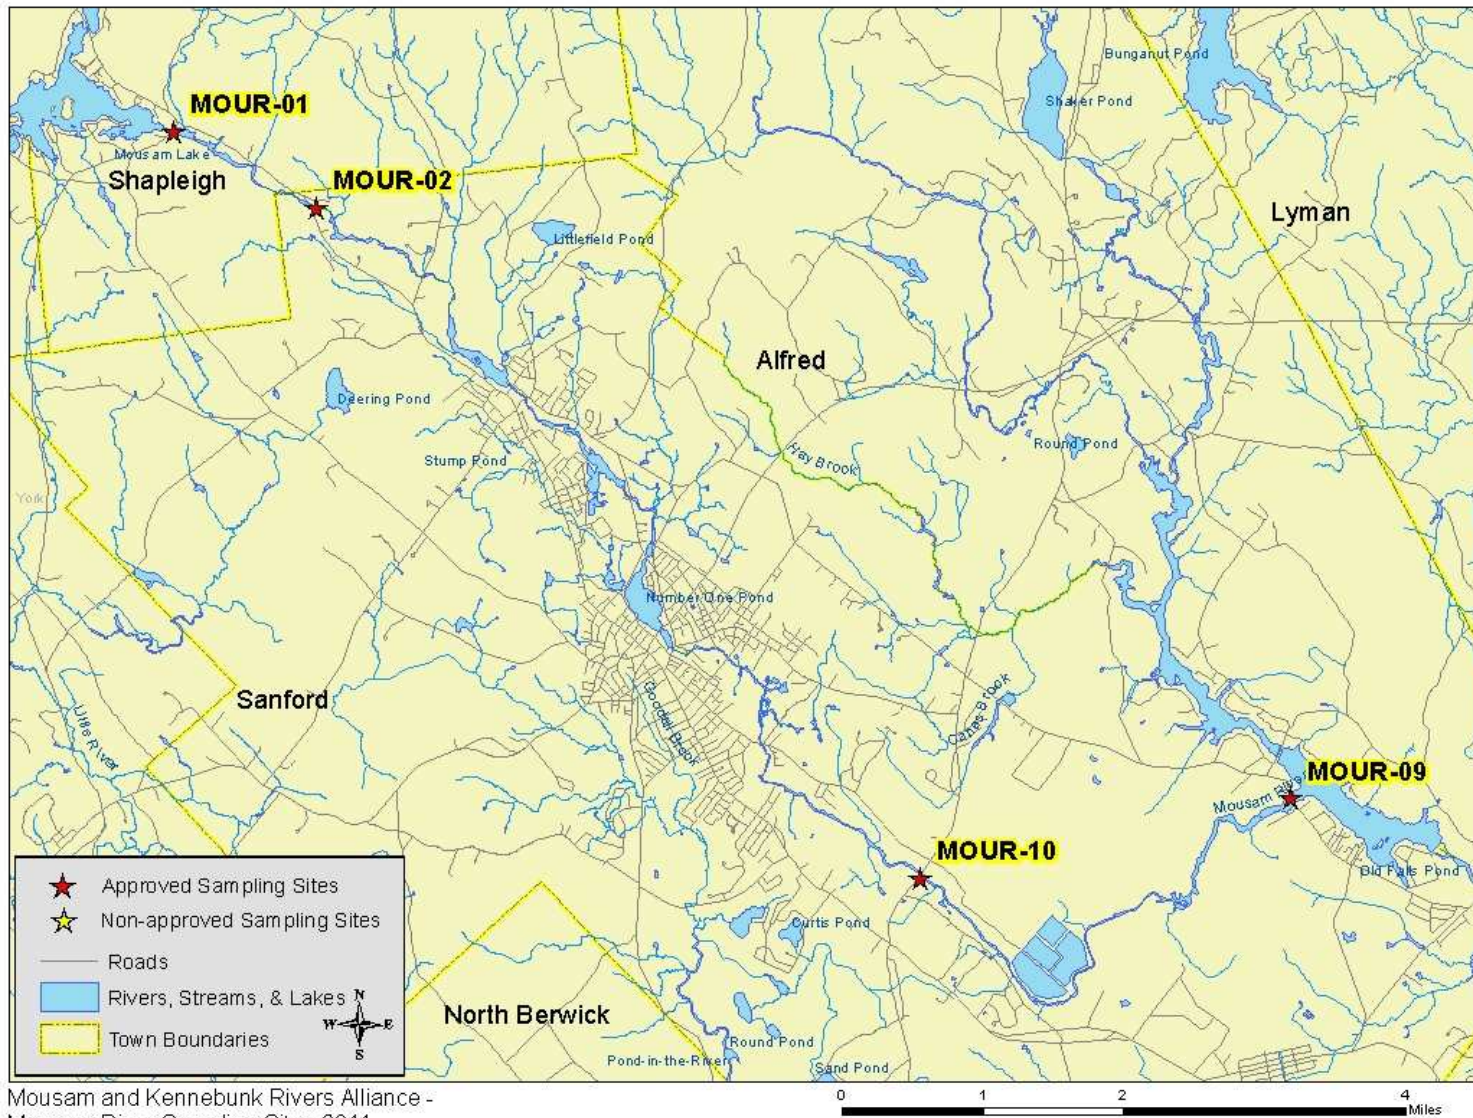 Bunganut Pond
Shaker Pond
MOUR-01
Mousam Lake
Shapleigh
MOUR-02
Lyman
Littlefield Pond
Alfred
Deering Pond
Round Pond
Stump Pond
Hay Brook
York
Number One Pond
Sanford
Goodall Brook
Little River
Canes Brook
MOUR-09
Mousam River
MOUR-10
Old Falls Pond
Approved Sampling Sites
Non-approved Sampling Sites
Roads
Rivers, Streams, & Lakes
Town Boundaries
N
W E
S
Curtis Pond
North Berwick
Round Pond
Pond-in-the-River
Sand Pond
Mousam and Kennebunk Rivers Alliance -
0 1 2 4
Miles